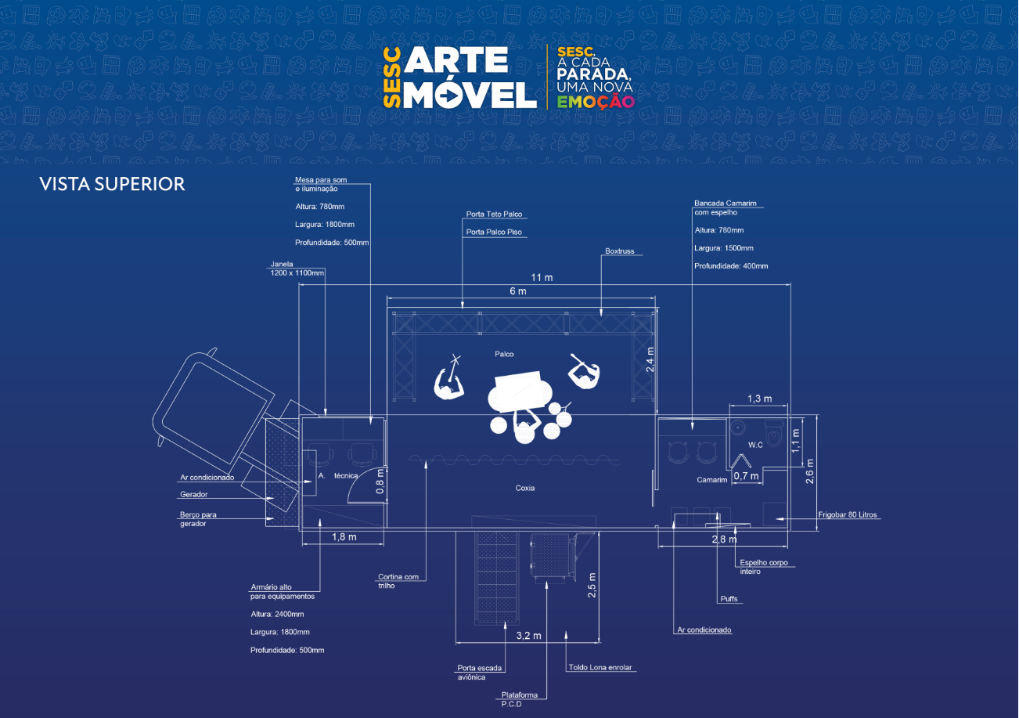 SESC
ARTE
MÓVEL
SESC.
A CADA
PARADA,
UMA NOVA
EMOÇÃO
VISTA SUPERIOR
Mesa para som
e iluminação
Altura: 780mm
Largura: 1800mm
Profundidade: 500mm
Porta Teto Palco
Porta Palco Piso
Boxtruss
Bancada Camarim
com espelho
Altura: 780mm
Largura: 1500mm
Profundidade: 400mm
Janela
1200 x 1100mm
11 m
6 m
Palco
2,4 m
1,3 m
W.C
1,1 m
2,6 m
0,7 m
Camarim
A. técnica
0,8 m
Coxia
Ar condicionado
Gerador
Berço para
gerador
1,8 m
2,8 m
Frigobar 80 Litros
Espelho corpo
inteiro
Puffs
Ar condicionado
Cortina com
trilho
Armário alto
para equipamentos
Altura: 2400mm
Largura: 1800mm
Profundidade: 500mm
2,5 m
3,2 m
Porta escada
aviônica
Toldo Lona enrolar
Plataforma
P.C.D